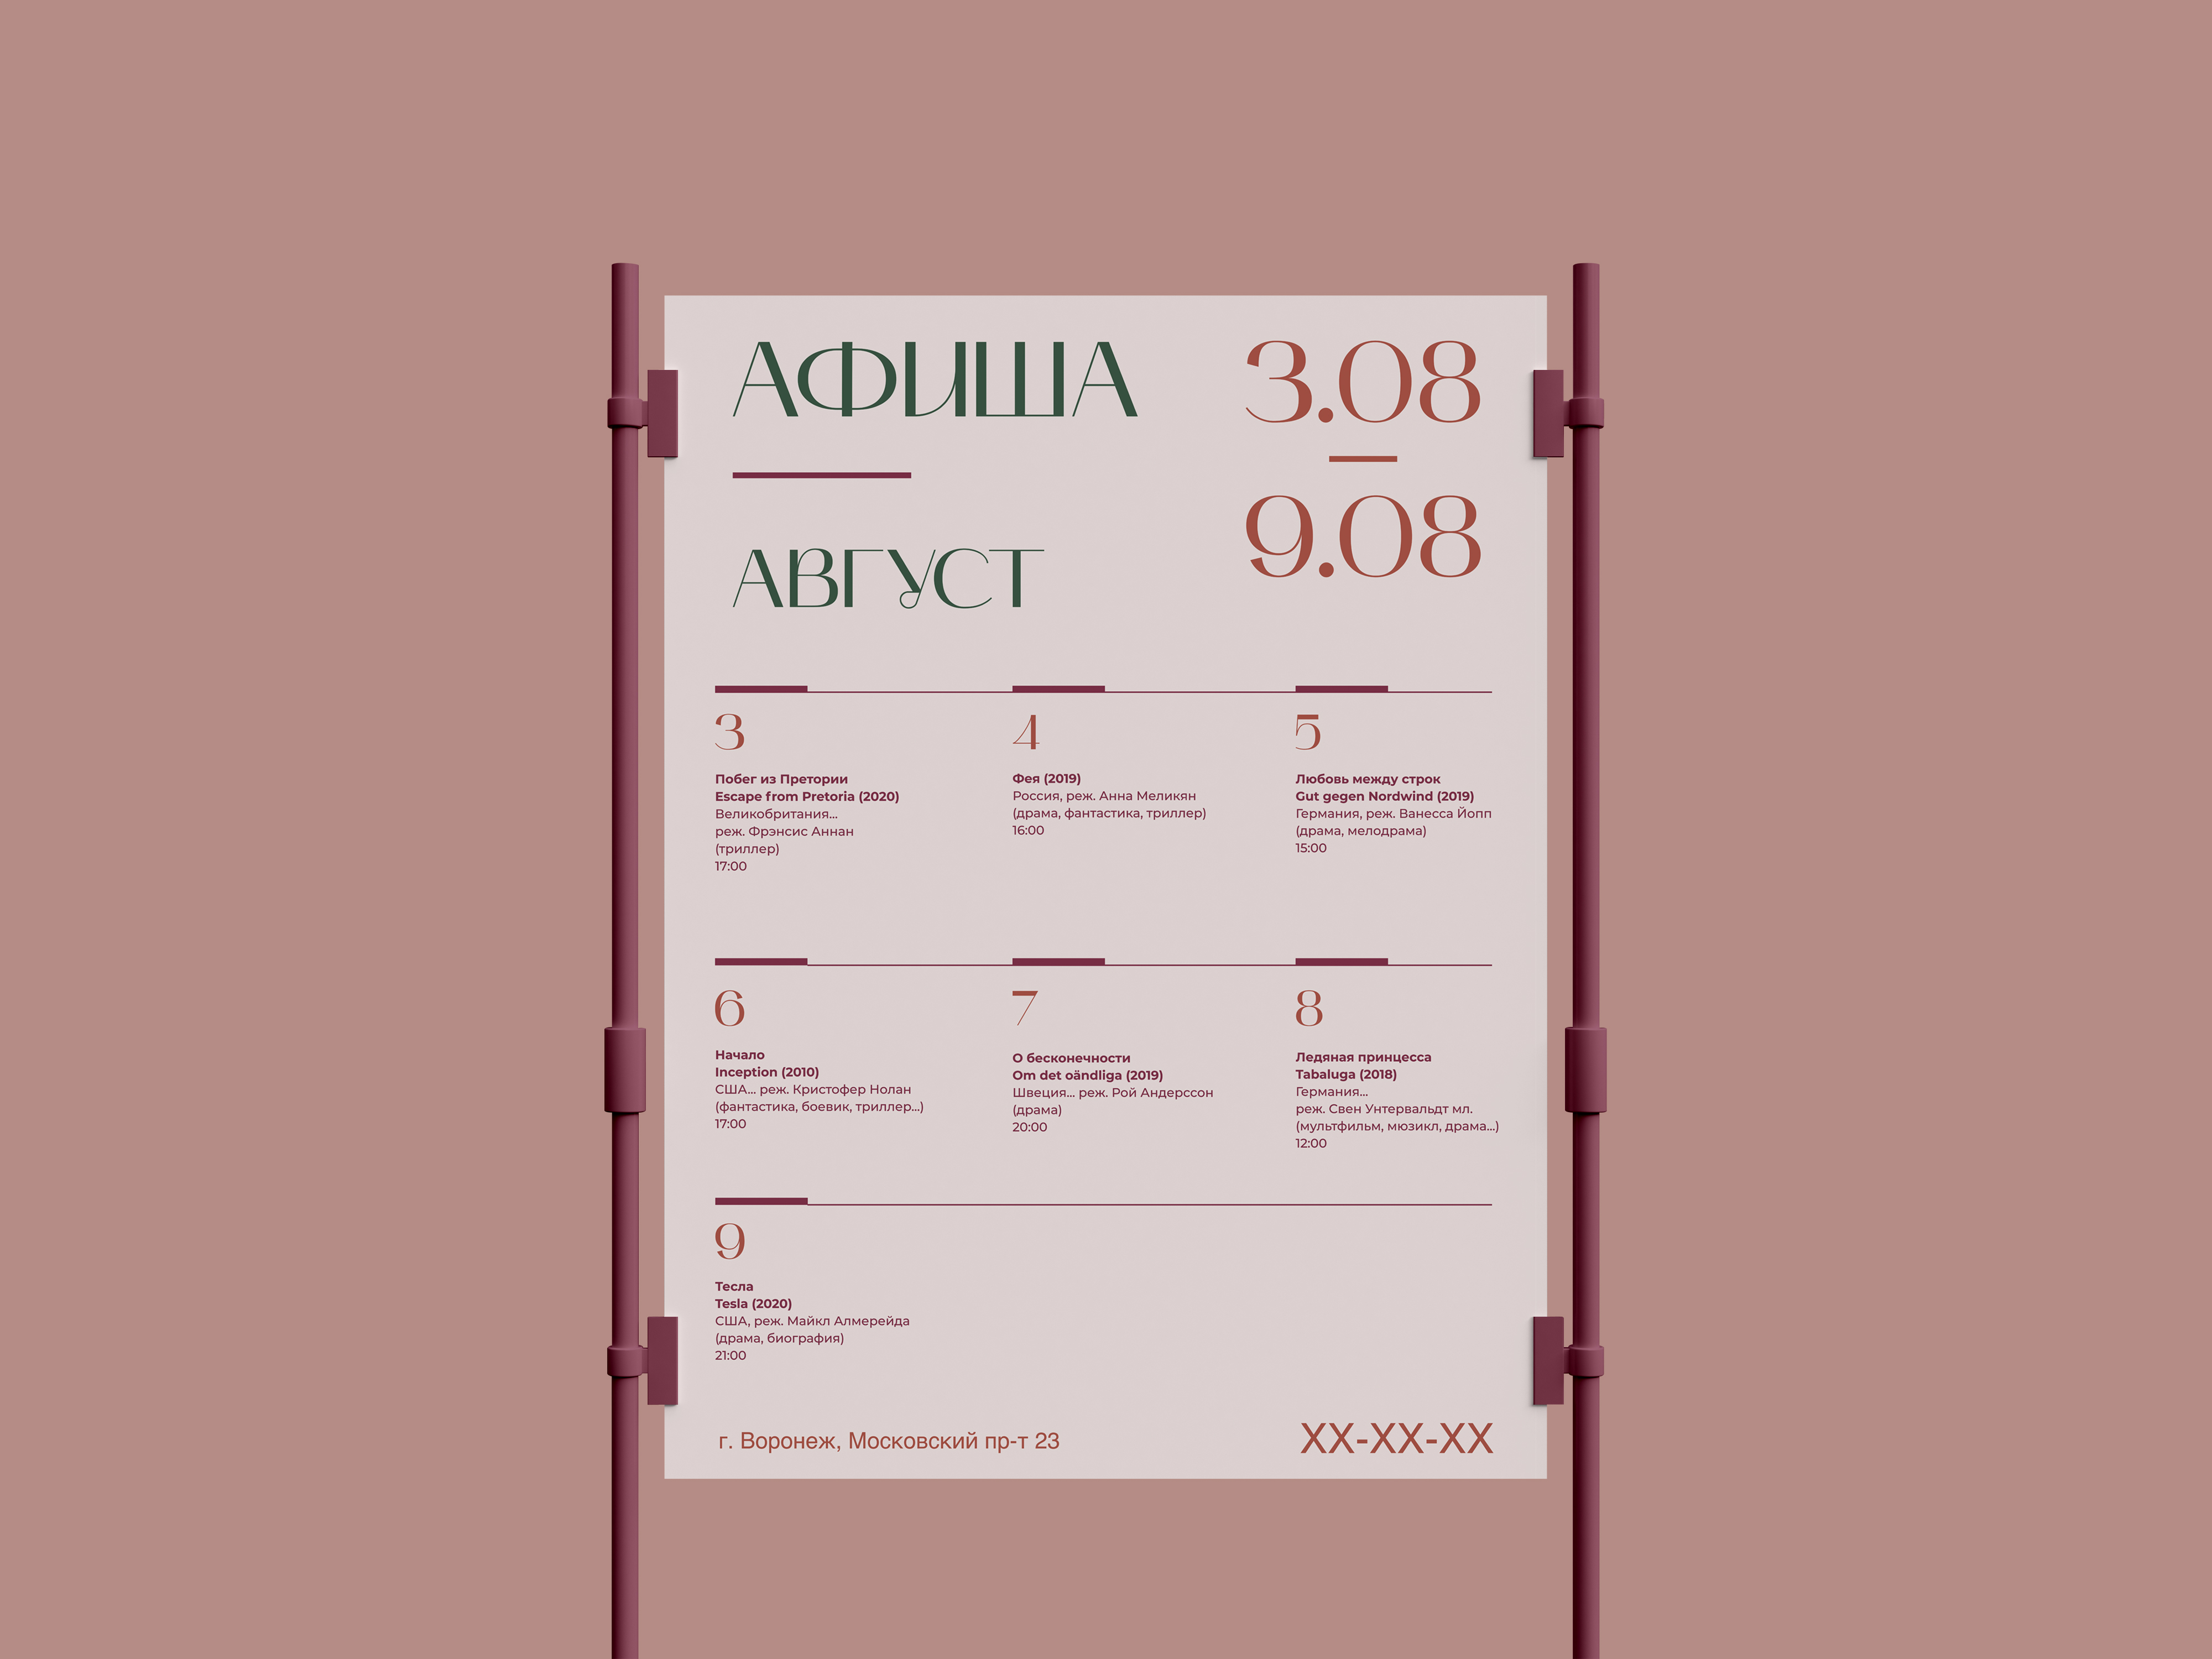 АФИША
АВГУСТ
3.08
—
9.08
3
Побег из Претории
Escape from Pretoria (2020)
Великобритания...
реж. Фрэнсис Аннан
(триллер)
17:00
4
Фея (2019)
Россия, реж. Анна Меликян
(драма, фантастика, триллер)
16:00
5
Любовь между строк
Gut gegen Nordwind (2019)
Германия, реж. Ванесса Йопп
(драма, мелодрама)
15:00
6
Начало
Inception (2010)
США... реж. Кристофер Нолан
(фантастика, боевик, триллер...)
17:00
7
О бесконечности
Om det oändliga (2019)
Швеция... реж. Рой Андерссон
(драма)
20:00
8
Ледяная принцесса
Tabaluga (2018)
Германия...
реж. Свен Унтервальдт мл.
(мультфильм, мюзикл, драма...)
12:00
9
Тесла
Tesla (2020)
США, реж. Майкл Алмерейда
(драма, биография)
21:00
г. Воронеж, Московский пр-т 23
XX-XX-XX